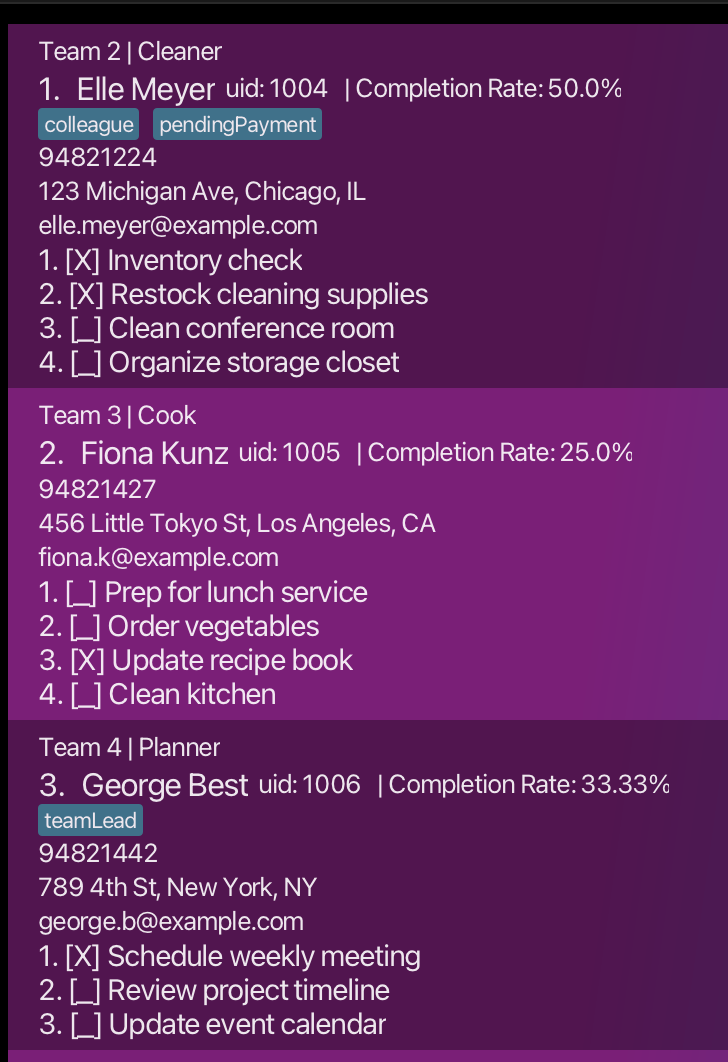 Team 2 | Cleaner
1. Elle Meyer uid: 1004 | Completion Rate: 50.0%
colleague pendingPayment
94821224
123 Michigan Ave, Chicago, IL
elle.meyer@example.com
1. [X] Inventory check
2. [X] Restock cleaning supplies
3. [_] Clean conference room
4. [_] Organize storage closet
Team 3 | Cook
2. Fiona Kunz uid: 1005 | Completion Rate: 25.0%
94821427
456 Little Tokyo St, Los Angeles, CA
fiona.k@example.com
1. [_] Prep for lunch service
2. [_] Order vegetables
3. [X] Update recipe book
4. [_] Clean kitchen
Team 4 | Planner
3. George Best uid: 1006 | Completion Rate: 33.33%
teamLead
94821442
789 4th St, New York, NY
george.b@example.com
1. [X] Schedule weekly meeting
2. [_] Review project timeline
3. [_] Update event calendar